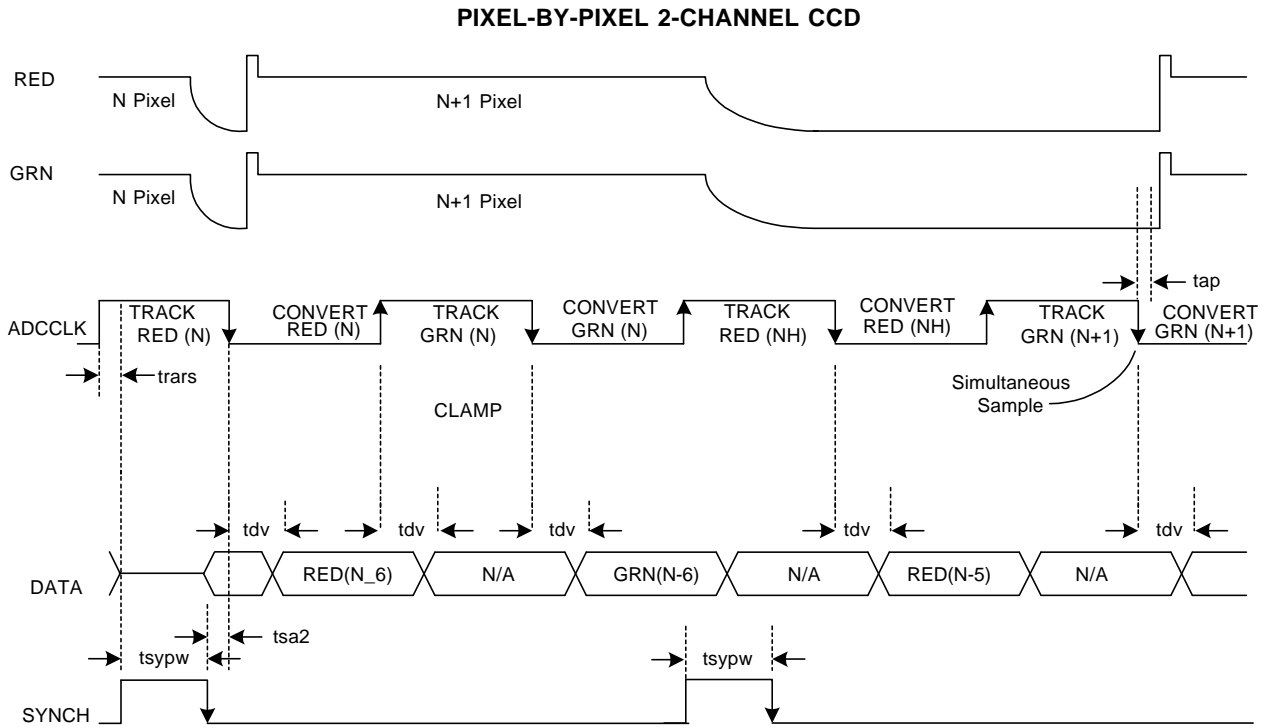 PIXEL-BY-PIXEL 2-CHANNEL CCD
RED
N Pixel
N+1 Pixel
GRN
N Pixel
N+1 Pixel
tap
ADCCLK
TRACK
RED (N)
CONVERT
RED (N)
TRACK
GRN (N)
CONVERT
GRN (N)
TRACK
RED (NH)
CONVERT
RED (NH)
TRACK
GRN (N+1)
CONVERT
GRN (N+1)
trars
CLAMP
Simultaneous
Sample
tdv
tdv
tdv
tdv
tdv
DATA
RED(N_6)
N/A
GRN(N-6)
N/A
RED(N-5)
N/A
tsa2
tsypw
tsypw
SYNCH